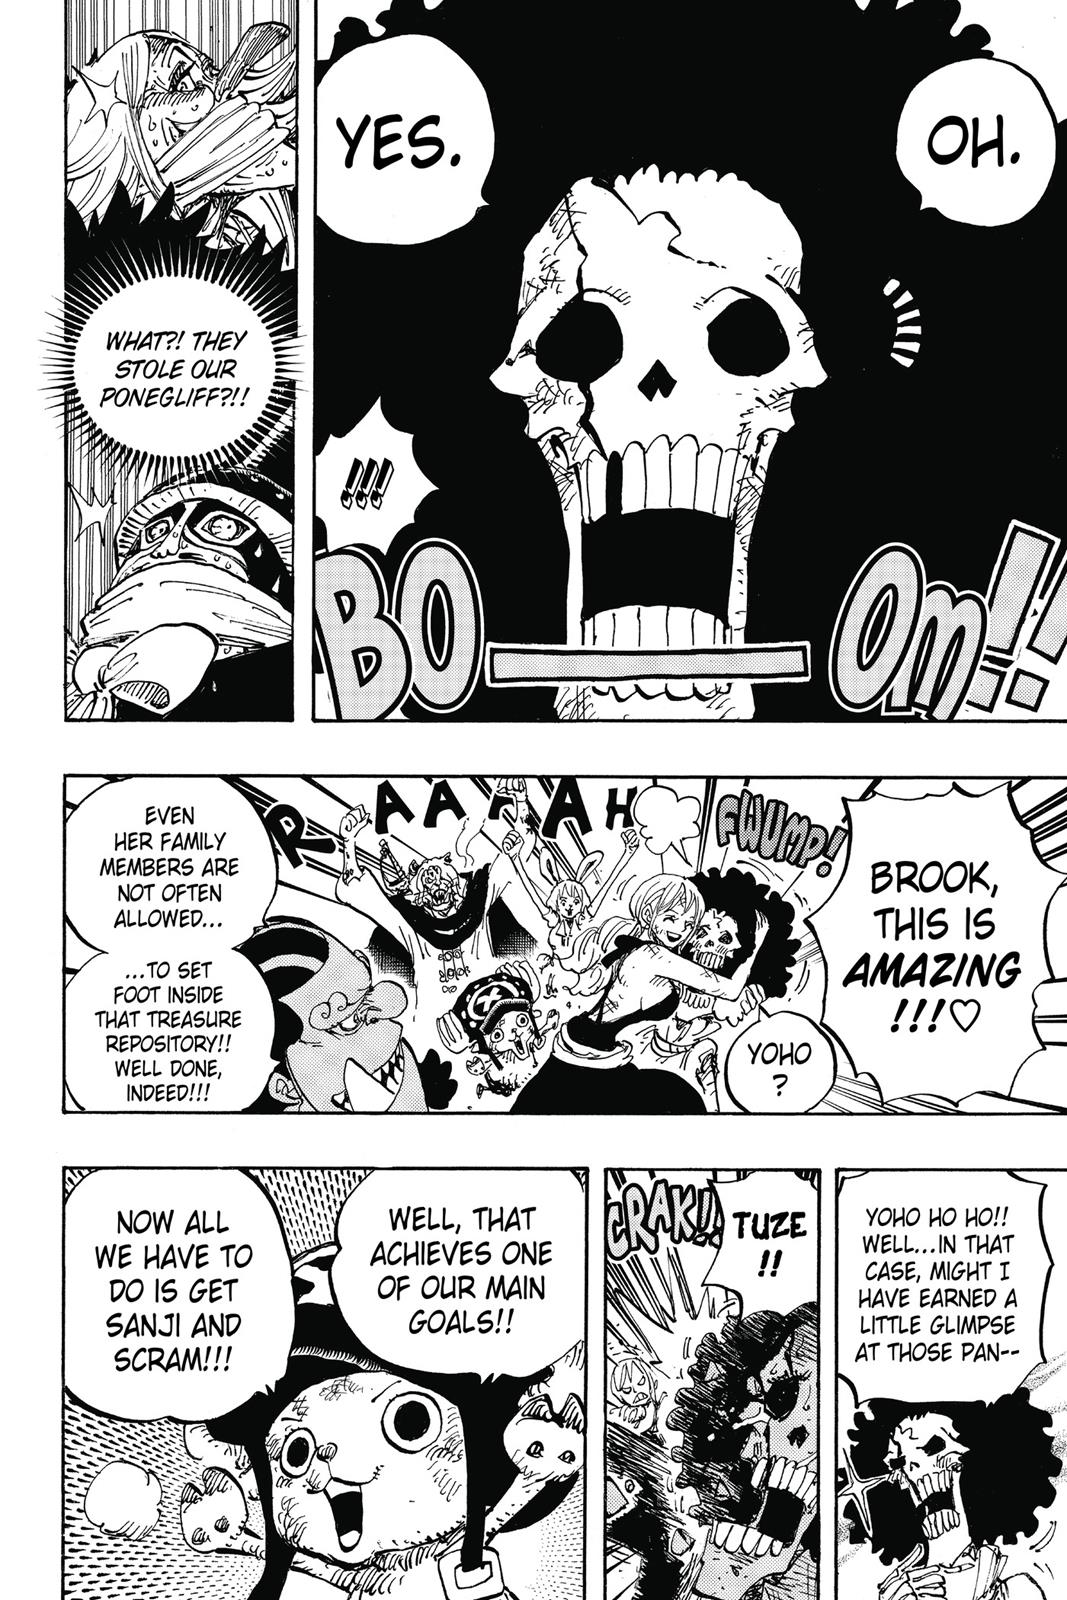 OH.
YES.
!!!!
BO—OM!!
WHAT?! THEY
STOLE OUR
PONEGLIFF?!!
BROOK,
THIS IS
AMAZING
!!!♡
FWUMP!
YOHO
?
RAAAAH
EVEN
HER FAMILY
MEMBERS ARE
NOT OFTEN
ALLOWED...
...TO SET
FOOT INSIDE
THAT TREASURE
REPOSITORY!!
WELL DONE,
INDEED!!!
YOHO HO HO!!
WELL...IN THAT
CASE, MIGHT I
HAVE EARNED A
LITTLE GLIMPSE
AT THOSE PAN--
TUZE
!!
CRAK!!
WELL, THAT
ACHIEVES ONE
OF OUR MAIN
GOALS!!
NOW ALL
WE HAVE TO
DO IS GET
SANJI AND
SCRAM!!!